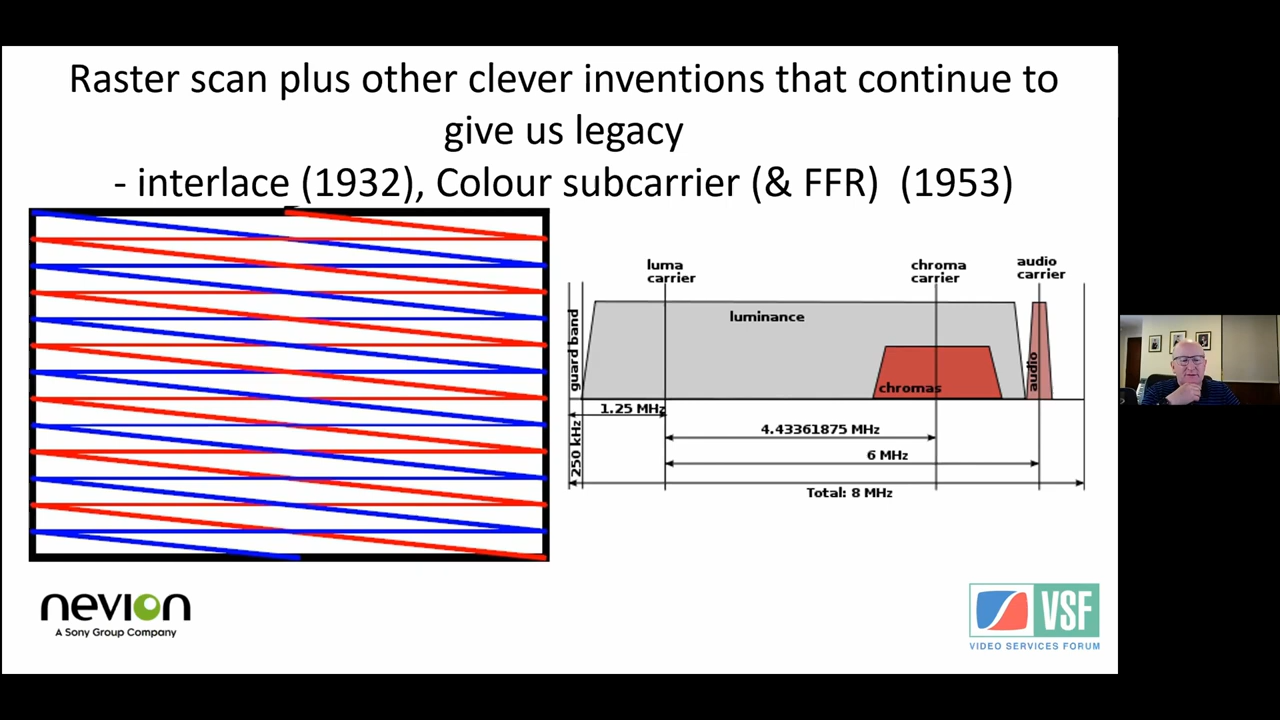 Raster scan plus other clever inventions that continue to
give us legacy
- interlace (1932), Colour subcarrier (& FFR)  (1953)
luma
carrier
chroma
carrier
audio
carrier
luminance
guard band
chromas
audio
1.25 MHz
250 kHz
4.43361875 MHz
6 MHz
Total: 8 MHz
nevion
A Sony Group Company
VSF
VIDEO SERVICES FORUM